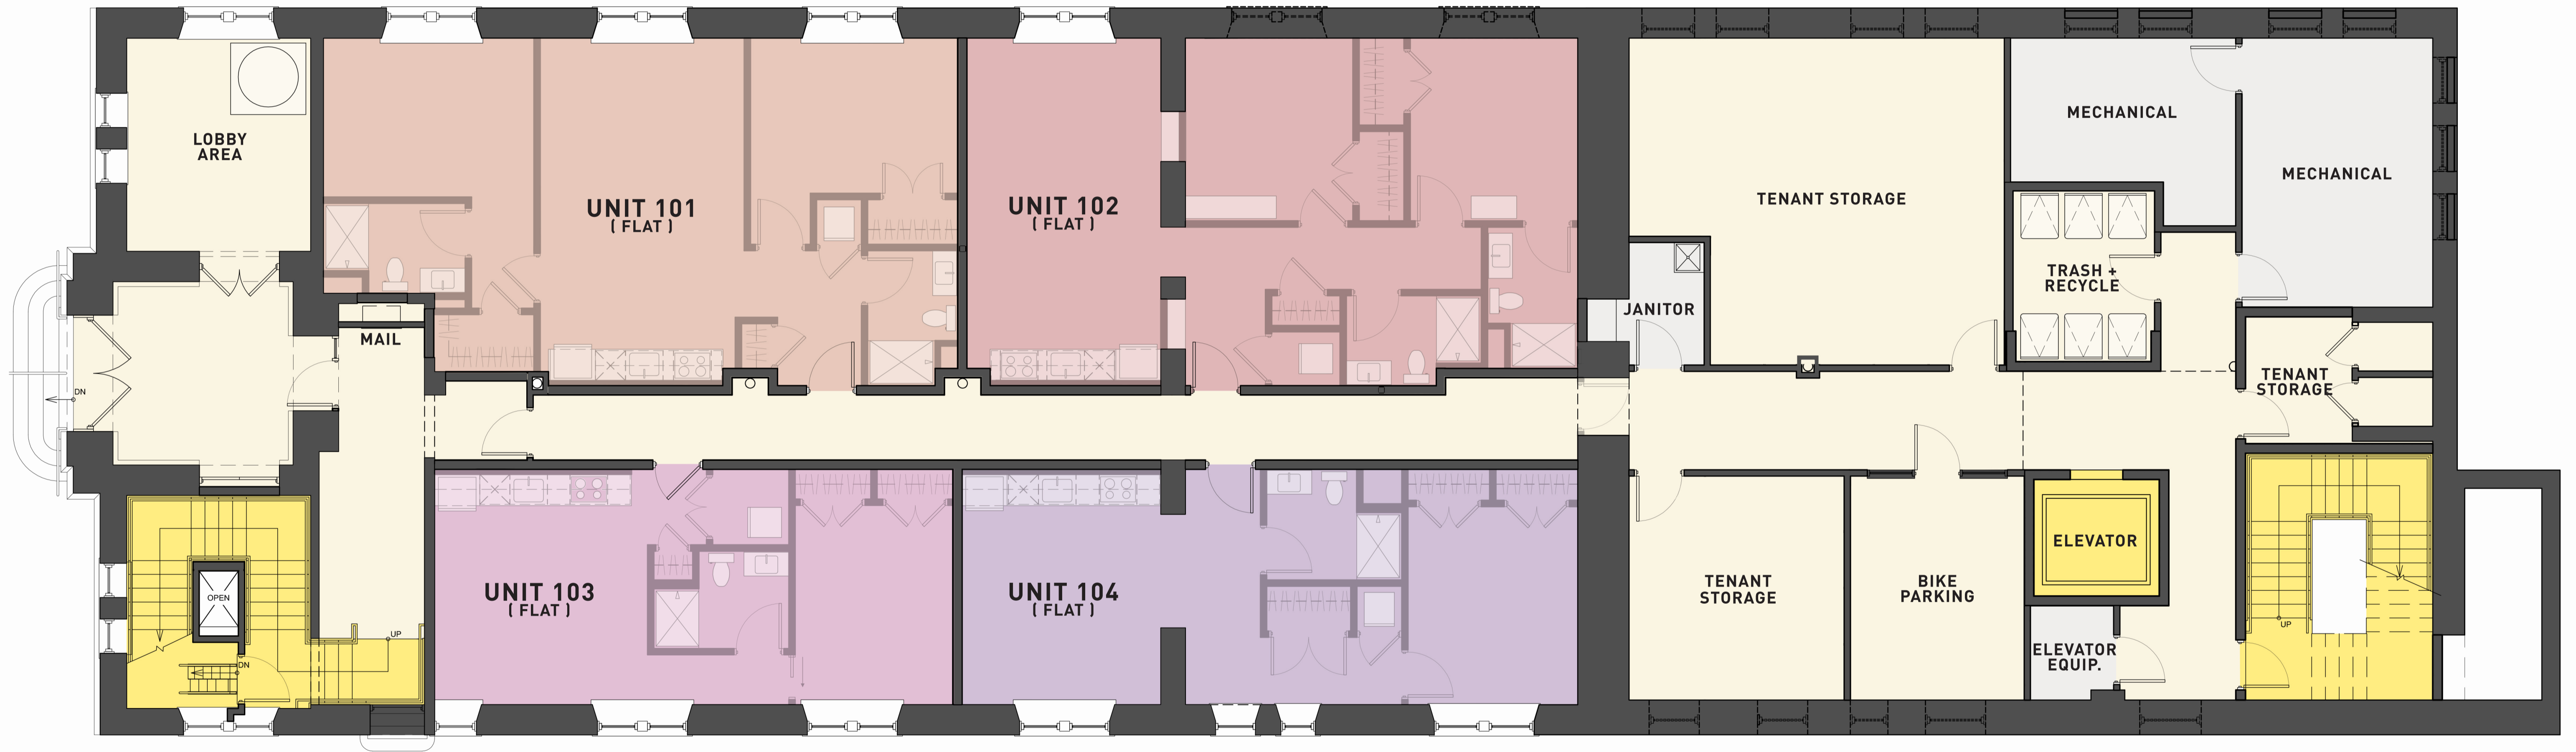 LOBBY
AREA
UNIT 101
( FLAT )
UNIT 102
( FLAT )
TENANT STORAGE
MECHANICAL
MECHANICAL
TRASH +
RECYCLE
JANITOR
MAIL
TENANT
STORAGE
DN
UNIT 103
( FLAT )
UNIT 104
( FLAT )
TENANT
STORAGE
BIKE
PARKING
ELEVATOR
ELEVATOR
EQUIP.
OPEN
UP
DN
UP